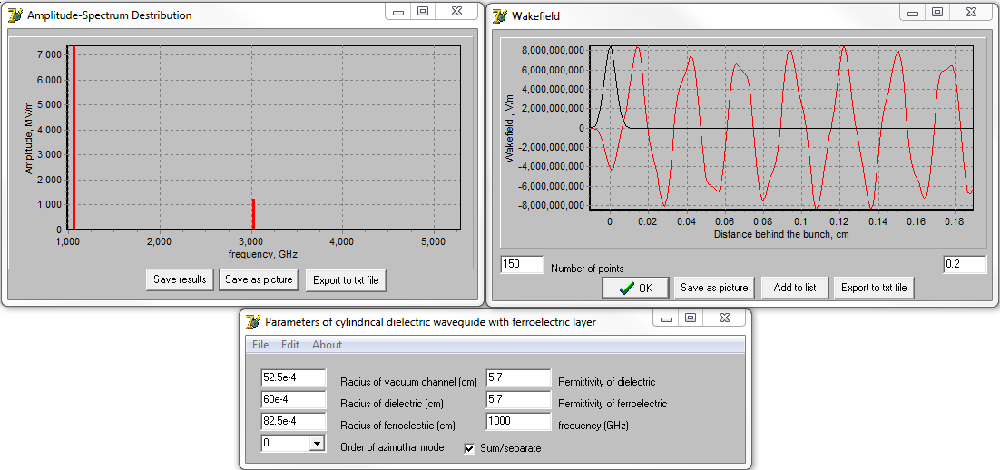 Amplitude-Spectrum Destribution
7,000
6,000
5,000
4,000
3,000
2,000
1,000
0
Amplitude, MV/m
1,000 2,000 3,000 4,000 5,000
frequency, GHz
Save results Save as picture Export to txt file
Wakefield
8,000,000,000
6,000,000,000
4,000,000,000
2,000,000,000
0
-2,000,000,000
-4,000,000,000
-6,000,000,000
-8,000,000,000
Wakefield , V/m
0 0.02 0.04 0.06 0.08 0.1 0.12 0.14 0.16 0.18
Distance behind the bunch, cm
150 Number of points 0.2
OK Save as picture Add to list Export to txt file
Parameters of cylindrical dielectric waveguide with ferroelectric layer
File Edit About
52.5e-4 Radius of vacuum channel (cm) 5.7 Permittivity of dielectric
60e-4 Radius of dielectric (cm) 5.7 Permittivity of ferroelectric
82.5e-4 Radius of ferroelectric (cm) 1000 frequency (GHz)
0 Order of azimuthal mode Sum/separate